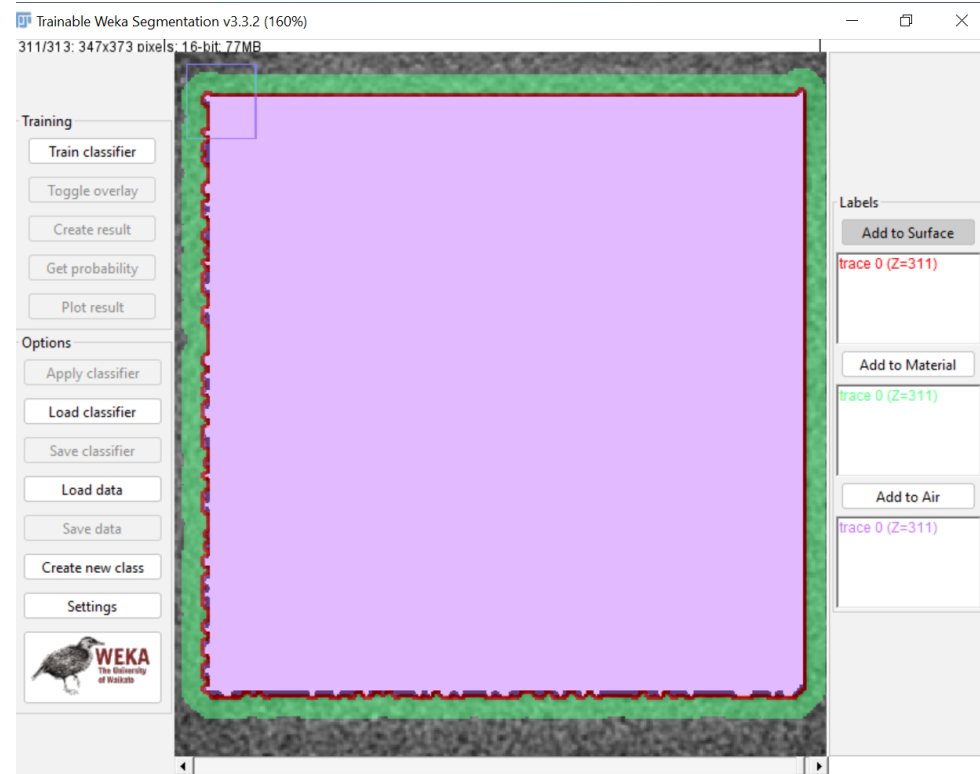 Trainable Weka Segmentation v3.3.2 (160%)
311/313: 347x373 pixels; 16-bit; 77MB
Training
Train classifier
Toggle overlay
Create result
Get probability
Plot result
Options
Apply classifier
Load classifier
Save classifier
Load data
Save data
Create new class
Settings
WEKA
The University
of Waikato
Labels
Add to Surface
trace 0 (Z=311)
Add to Material
trace 0 (Z=311)
Add to Air
trace 0 (Z=311)